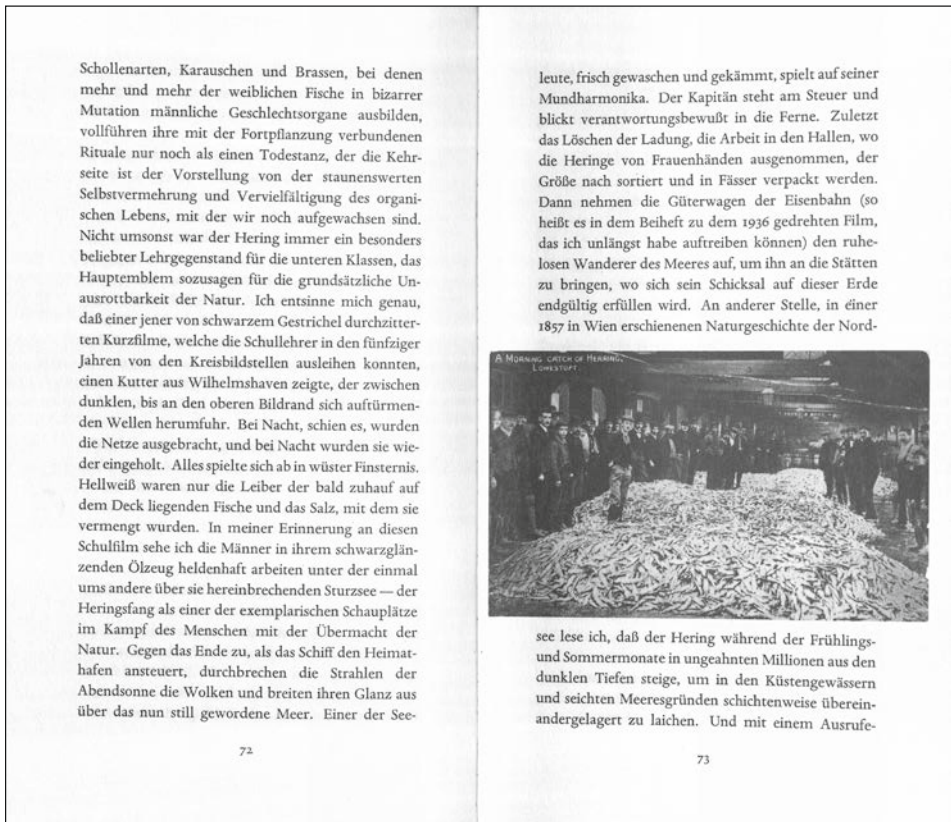 Schollenarten, Karauschen und Brassen, bei denen
mehr und mehr der weiblichen Fische in bizarrer
Mutation männliche Geschlechtsorgane ausbilden,
vollführen ihre mit der Fortpflanzung verbundenen
Rituale nur noch als einen Todestanz, der die Kehr-
seite ist der Vorstellung von der staunenswerten
Selbstvermehrung und Vervielfältigung des organi-
schen Lebens, mit der wir noch aufgewachsen sind.
Nicht umsonst war der Hering immer ein besonders
beliebter Lehrgegenstand für die unteren Klassen, das
Hauptemblem sozusagen für die grundsätzliche Un-
ausrottbarkeit der Natur. Ich entsinne mich genau,
daß einer jener von schwarzem Gestrichel durchzitter-
ten Kurzfilme, welche die Schullehrer in den fünfziger
Jahren von den Kreisbildstellen ausleihen konnten,
einen Kutter aus Wilhelmshaven zeigte, der zwischen
dunklen, bis an den oberen Bildrand sich auftürmen-
den Wellen herumfuhr. Bei Nacht, schien es, wurden
die Netze ausgebracht, und bei Nacht wurden sie wie-
der eingeholt. Alles spielte sich ab in wüster Finsternis.
Hellweiß waren nur die Leiber der bald zuhauf auf
dem Deck liegenden Fische und das Salz, mit dem sie
vermengt wurden. In meiner Erinnerung an diesen
Schulfilm sehe ich die Männer in ihrem schwarzglän-
zenden Ölzeug heldenhaft arbeiten unter der einmal
ums andere über sie hereinbrechenden Sturzsee — der
Heringsfang als einer der exemplarischen Schauplätze
im Kampf des Menschen mit der Übermacht der
Natur. Gegen das Ende zu, als das Schiff den Heimat-
hafen ansteuert, durchbrechen die Strahlen der
Abendsonne die Wolken und breiten ihren Glanz aus
über das nun still gewordene Meer. Einer der See-
72
leute, frisch gewaschen und gekämmt, spielt auf seiner
Mundharmonika. Der Kapitän steht am Steuer und
blickt verantwortungsbewußt in die Ferne. Zuletzt
das Löschen der Ladung, die Arbeit in den Hallen, wo
die Heringe von Frauenhänden ausgenommen, der
Größe nach sortiert und in Fässer verpackt werden.
Dann nehmen die Güterwagen der Eisenbahn (so
heißt es in dem Beiheft zu dem 1936 gedrehten Film,
das ich unlängst habe auftreiben können) den ruhe-
losen Wanderer des Meeres auf, um ihn an die Stätten
zu bringen, wo sich sein Schicksal auf dieser Erde
endgültig erfüllen wird. An anderer Stelle, in einer
1857 in Wien erschienenen Naturgeschichte der Nord-
A MORNING CATCH OF HERRING,
LOWESTOFT.
see lese ich, daß der Hering während der Frühlings-
und Sommermonate in ungeahnten Millionen aus den
dunklen Tiefen steige, um in den Küstengewässern
und seichten Meeresgründen schichtenweise überein-
andergelagert zu laichen. Und mit einem Ausrufe-
73